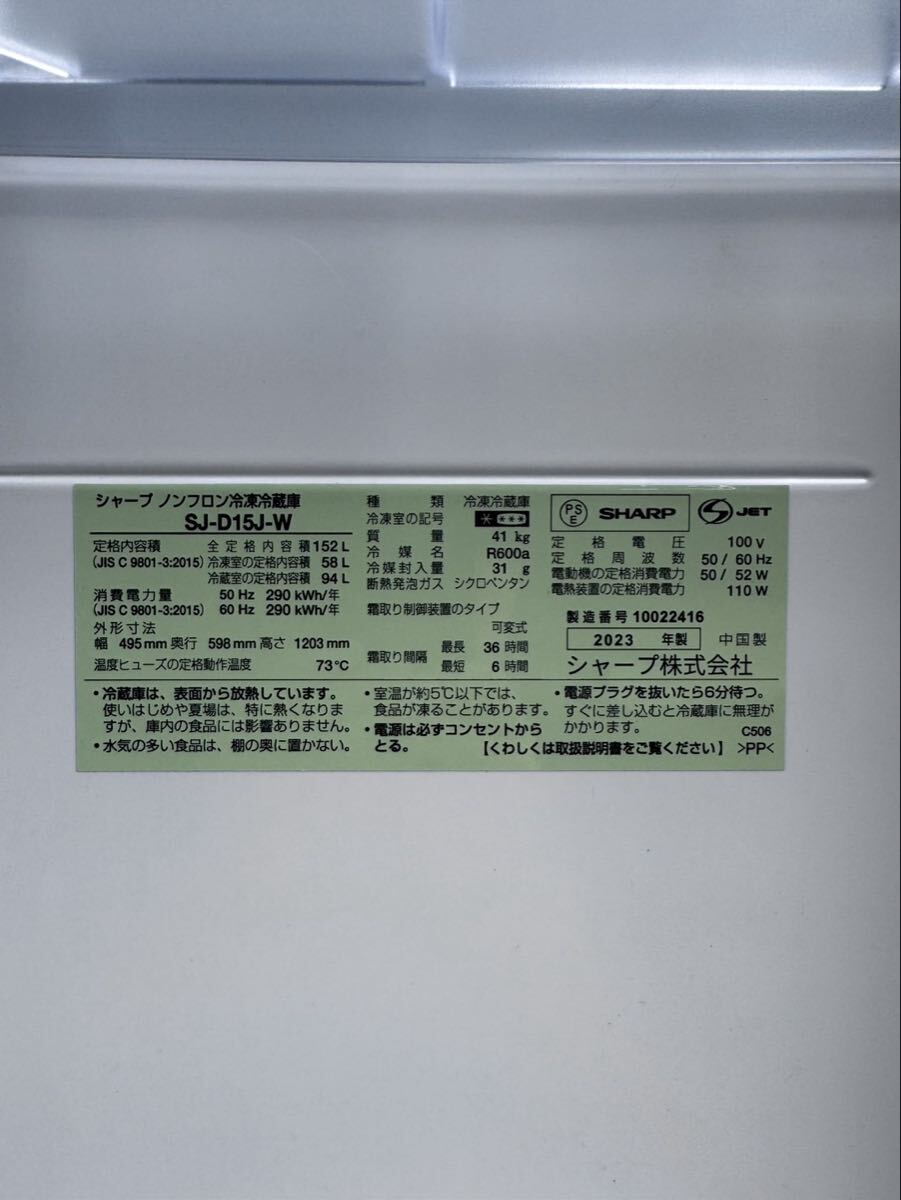 シャープ ノンフロン冷凍冷蔵庫
SJ-D15J-W
定格内容積 全定格内容積 152 L
(JIS C 9801-3:2015) 冷凍室の定格内容積 58 L
冷蔵室の定格内容積 94 L
消費電力量 50 Hz 290 kWh/年
(JIS C 9801-3:2015) 60 Hz 290 kWh/年
外形寸法
幅 495 mm 奥行 598 mm 高さ 1203 mm
温度ヒューズの定格動作温度 73℃
種類 冷凍冷蔵庫
冷凍室の記号 * ***
質量 41 kg
冷媒名 R600a
冷媒封入量 31 g
断熱発泡ガス シクロペンタン
霜取り制御装置のタイプ
可変式
霜取り間隔 最長 36 時間
最短 6 時間
PS E SHARP S JET
定格電圧 100 V
定格周波数 50 / 60 Hz
電動機の定格消費電力 50 / 52 W
電熱装置の定格消費電力 110 W
製造番号 10022416
2023 年製 中国製
シャープ株式会社
・冷蔵庫は、表面から放熱しています。
使いはじめや夏場は、特に熱くなりま
すが、庫内の食品には影響ありません。
・水気の多い食品は、棚の奥に置かない。
・室温が約5℃以下では、
食品が凍ることがあります。
・電源は必ずコンセントから
とる。
・電源プラグを抜いたら6分待つ。
すぐに差し込むと冷蔵庫に無理が
かかります。 C506
【くわしくは取扱説明書をご覧ください】 >PP<